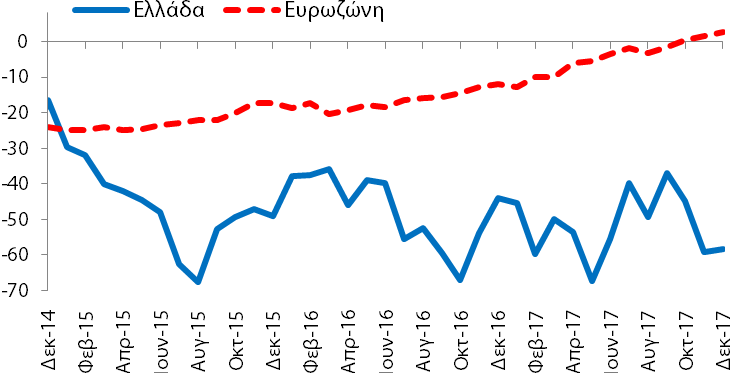 Ελλάδα Ευρωζώνη
0
-10
-20
-30
-40
-50
-60
-70
Δεκ-14
Φεβ-15
Απρ-15
Ιουν-15
Αυγ-15
Οκτ-15
Δεκ-15
Φεβ-16
Απρ-16
Ιουν-16
Αυγ-16
Οκτ-16
Δεκ-16
Φεβ-17
Απρ-17
Ιουν-17
Αυγ-17
Οκτ-17
Δεκ-17